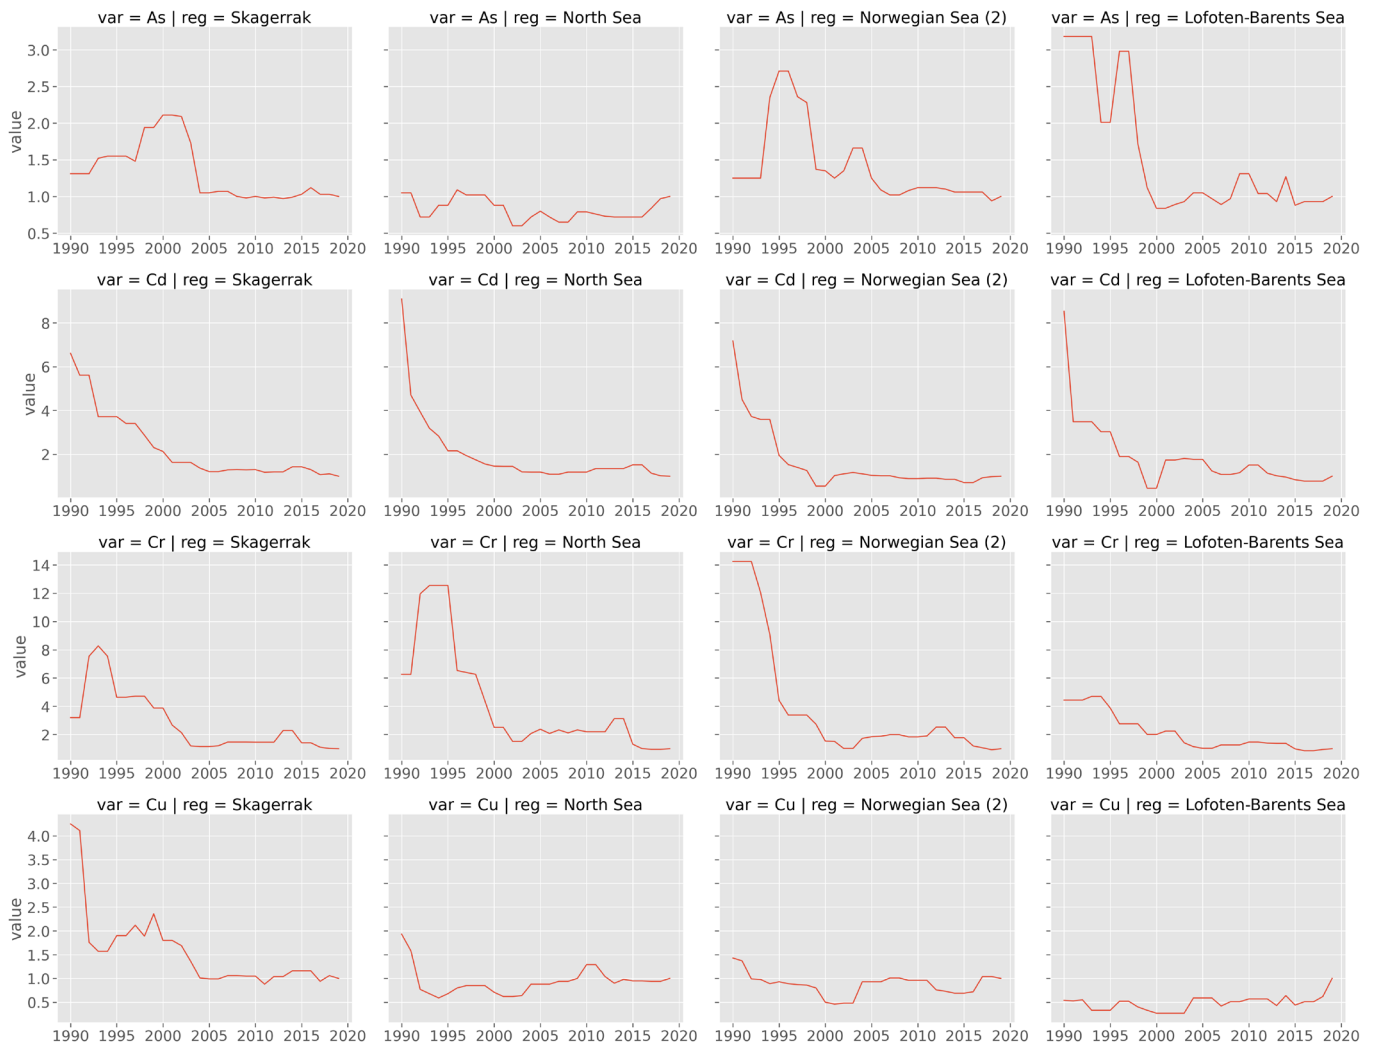 var = As | reg = Skagerrak
var = As | reg = North Sea
var = As | reg = Norwegian Sea (2)
var = As | reg = Lofoten-Barents Sea
value
3.0
2.5
2.0
1.5
1.0
0.5
1990 1995 2000 2005 2010 2015 2020
1990 1995 2000 2005 2010 2015 2020
1990 1995 2000 2005 2010 2015 2020
1990 1995 2000 2005 2010 2015 2020
var = Cd | reg = Skagerrak
var = Cd | reg = North Sea
var = Cd | reg = Norwegian Sea (2)
var = Cd | reg = Lofoten-Barents Sea
value
8
6
4
2
1990 1995 2000 2005 2010 2015 2020
1990 1995 2000 2005 2010 2015 2020
1990 1995 2000 2005 2010 2015 2020
1990 1995 2000 2005 2010 2015 2020
var = Cr | reg = Skagerrak
var = Cr | reg = North Sea
var = Cr | reg = Norwegian Sea (2)
var = Cr | reg = Lofoten-Barents Sea
value
14
12
10
8
6
4
2
1990 1995 2000 2005 2010 2015 2020
1990 1995 2000 2005 2010 2015 2020
1990 1995 2000 2005 2010 2015 2020
1990 1995 2000 2005 2010 2015 2020
var = Cu | reg = Skagerrak
var = Cu | reg = North Sea
var = Cu | reg = Norwegian Sea (2)
var = Cu | reg = Lofoten-Barents Sea
value
4.0
3.5
3.0
2.5
2.0
1.5
1.0
0.5
1990 1995 2000 2005 2010 2015 2020
1990 1995 2000 2005 2010 2015 2020
1990 1995 2000 2005 2010 2015 2020
1990 1995 2000 2005 2010 2015 2020